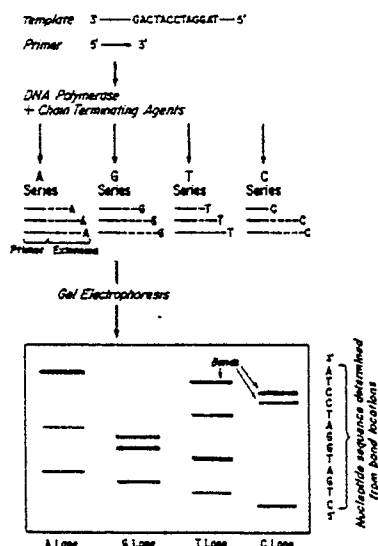 Template 3' GACTACCTAGGAT 5'
Primer 5' 3'
DNA Polymerase
+ Chain Terminating Agents
A G T C
Series Series Series Series
A G T C
A G T C
A G T C
Primer Extension
Gel Electrophoresis
Bands
3'
A
T
C
C
T
A
G
G
T
A
G
T
C
5'
Nucleotide sequence determined
from band locations
A Lane G Lane T Lane C Lane